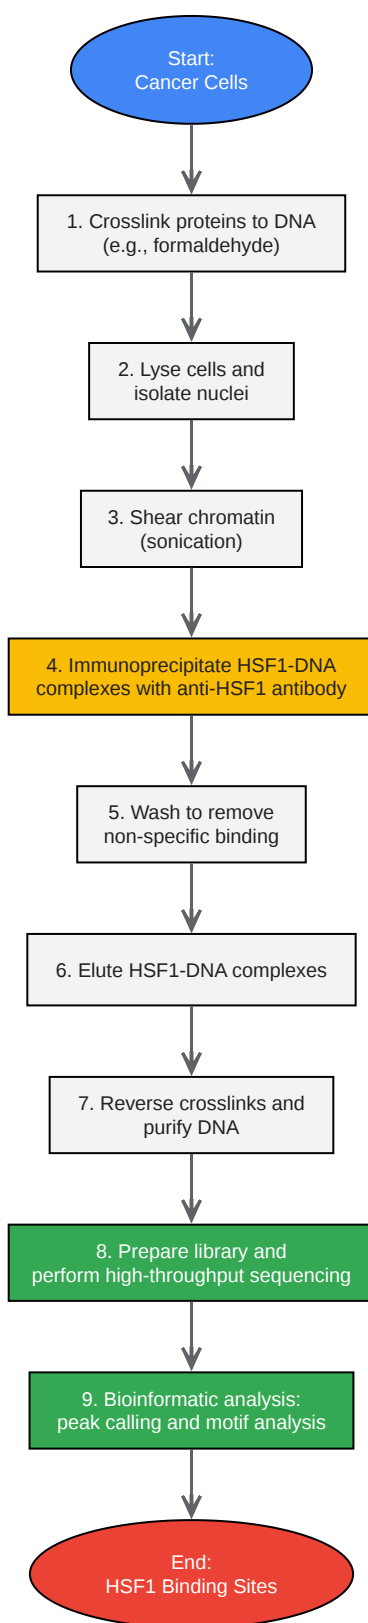 Start:
Cancer Cells
1. Crosslink proteins to DNA
(e.g., formaldehyde)
2. Lyse cells and
isolate nuclei
3. Shear chromatin
(sonication)
4. Immunoprecipitate HSF1-DNA
complexes with anti-HSF1 antibody
5. Wash to remove
non-specific binding
6. Elute HSF1-DNA complexes
7. Reverse crosslinks and
purify DNA
8. Prepare library and
perform high-throughput sequencing
9. Bioinformatic analysis:
peak calling and motif analysis
End:
HSF1 Binding Sites